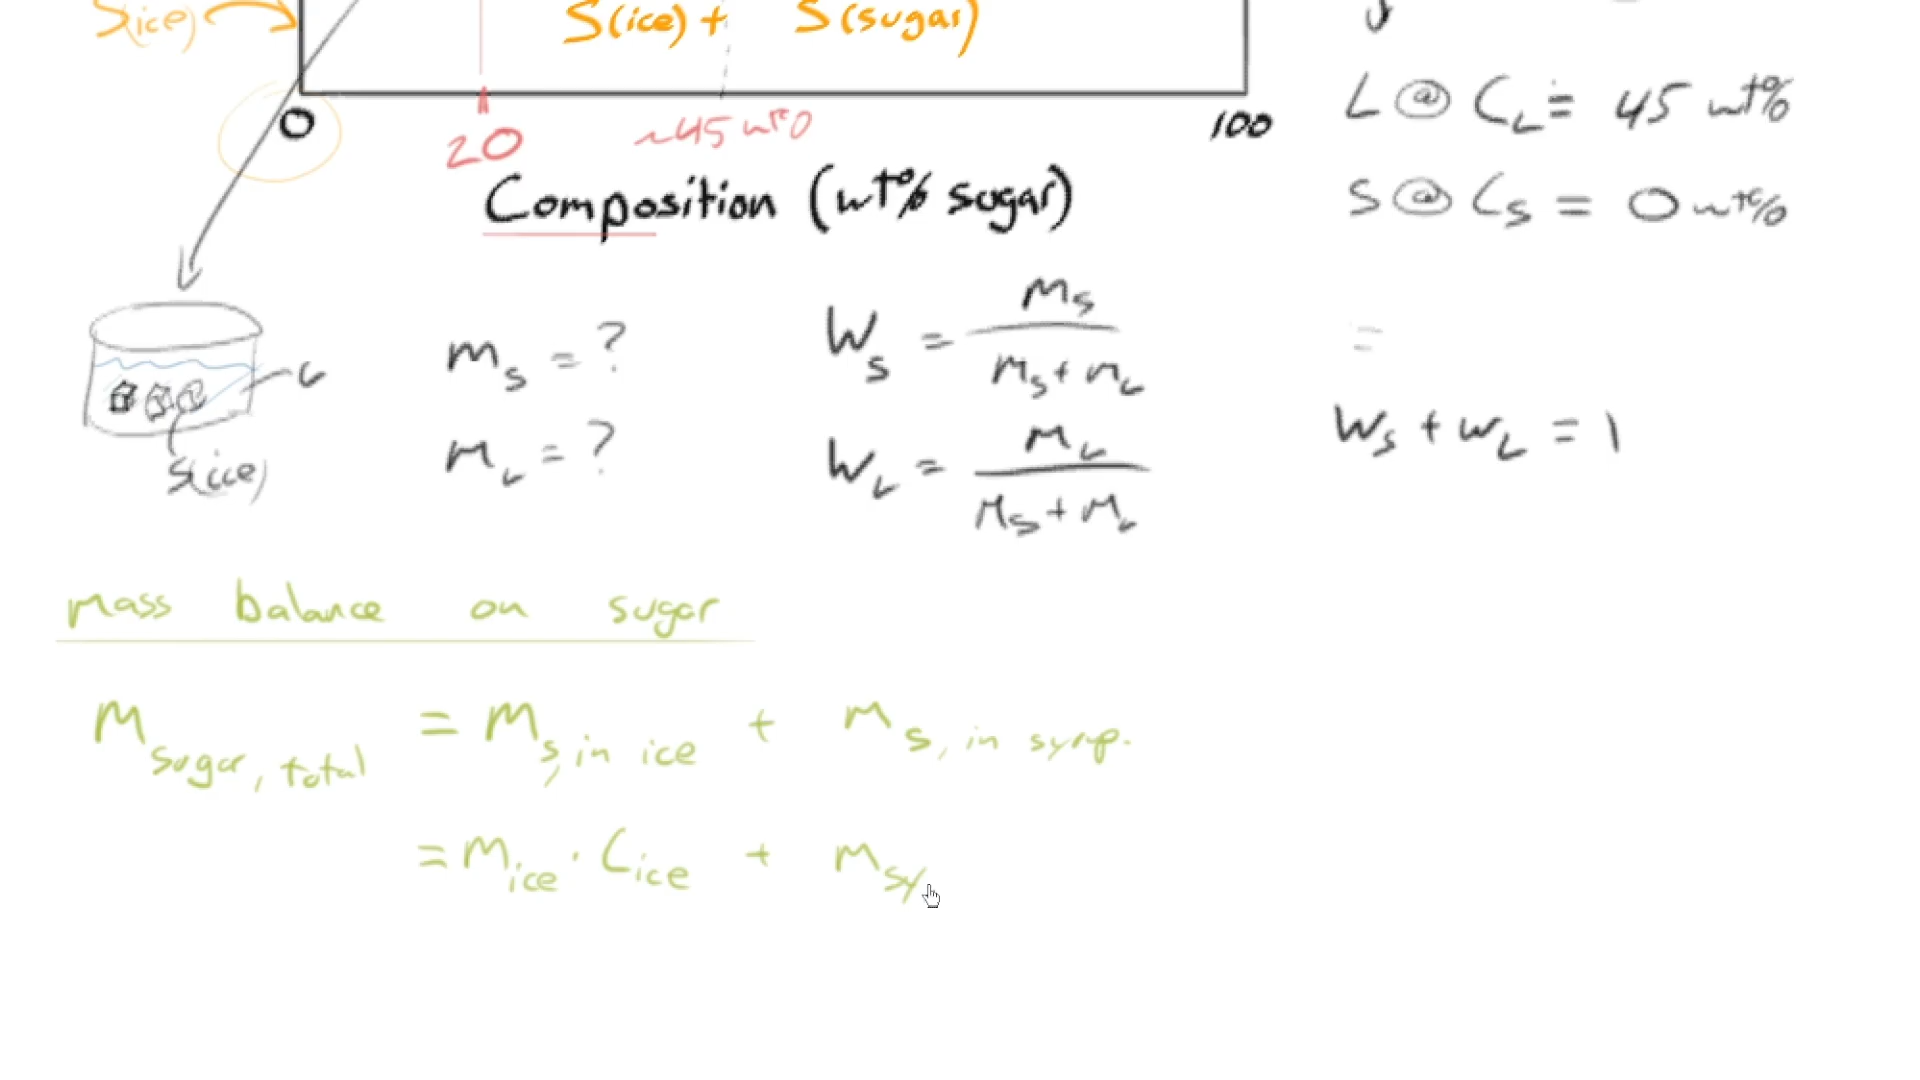 S(ice)
S(ice) + S(sugar)
L @ C_L = 45 wt%
0
20
~45 wt%
100
Composition (wt% sugar)
S @ C_S = 0 wt%
L
S(ice)
m_S = ?
m_L = ?
W_S = m_S / (m_S + m_L)
W_L = m_L / (m_S + m_L)
=
W_S + W_L = 1
mass balance on sugar
m_sugar, total = m_s, in ice + m_s, in syrup.
= m_ice · C_ice + m_sy